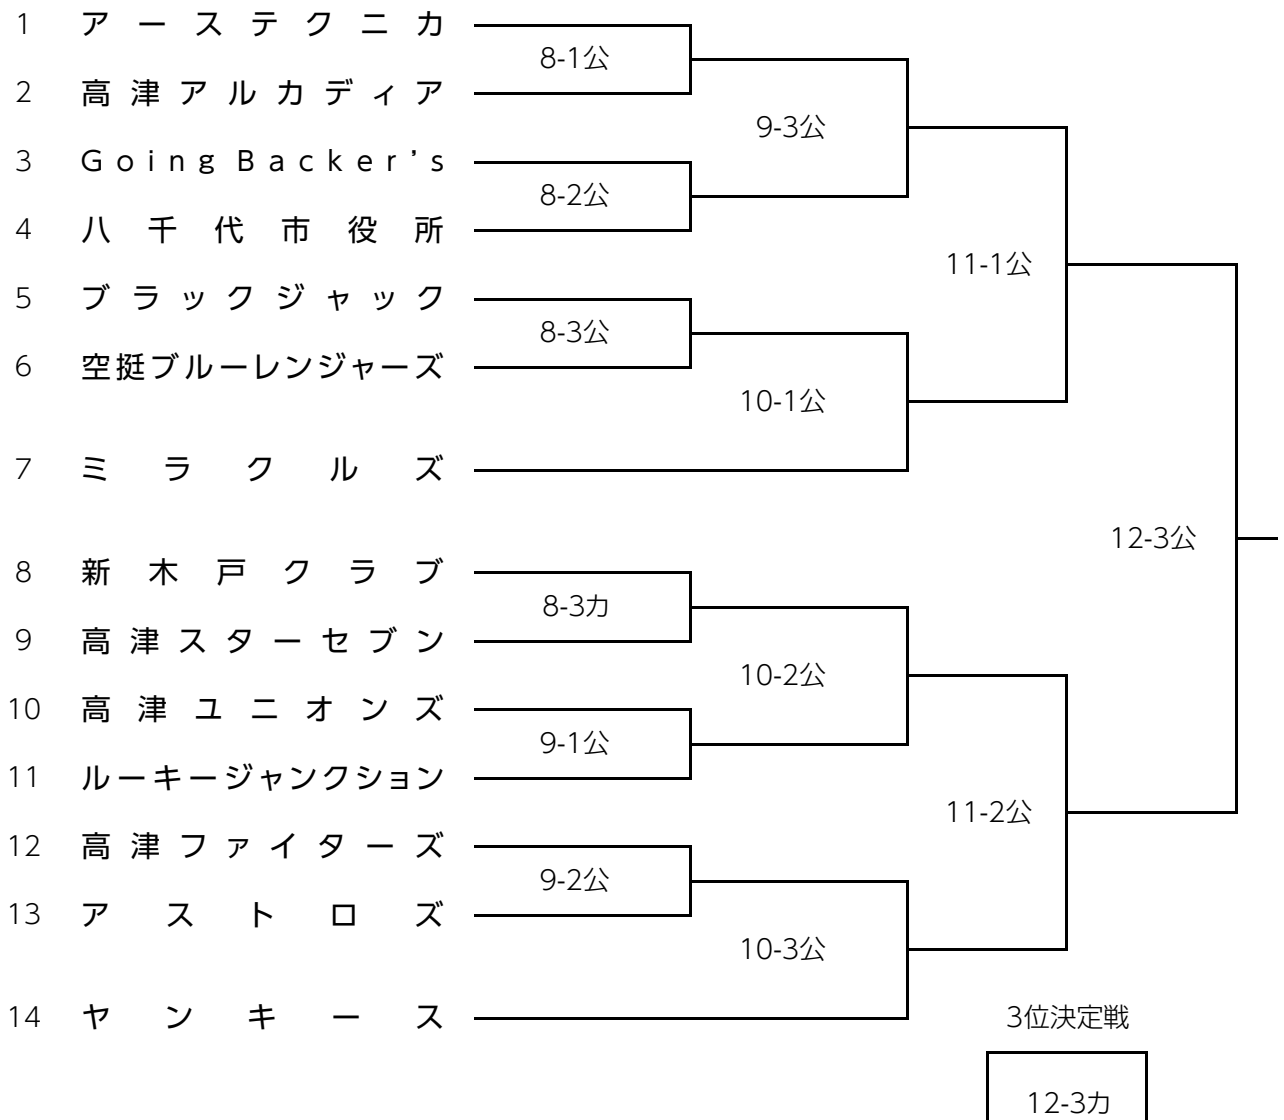 1 アーステクニカ
8-1公
2 高津アルカディア
9-3公
3 Going Backer's
8-2公
4 八千代市役所
11-1公
5 ブラックジャック
8-3公
6 空挺ブルーレンジャーズ
10-1公
7 ミラクルズ
12-3公
8 新木戸クラブ
8-3カ
9 高津スターセブン
10-2公
10 高津ユニオンズ
9-1公
11 ルーキージャンクション
11-2公
12 高津ファイターズ
9-2公
13 アストロズ
10-3公
14 ヤンキース
3位決定戦
12-3カ